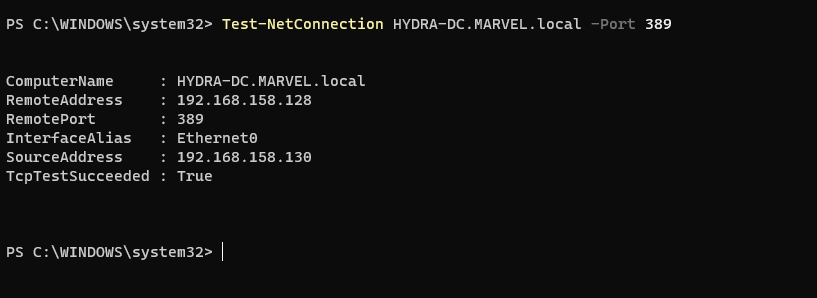 PS C:\WINDOWS\system32> Test-NetConnection HYDRA-DC.MARVEL.local -Port 389
ComputerName     : HYDRA-DC.MARVEL.local
RemoteAddress    : 192.168.158.128
RemotePort       : 389
InterfaceAlias   : Ethernet0
SourceAddress    : 192.168.158.130
TcpTestSucceeded : True
PS C:\WINDOWS\system32>